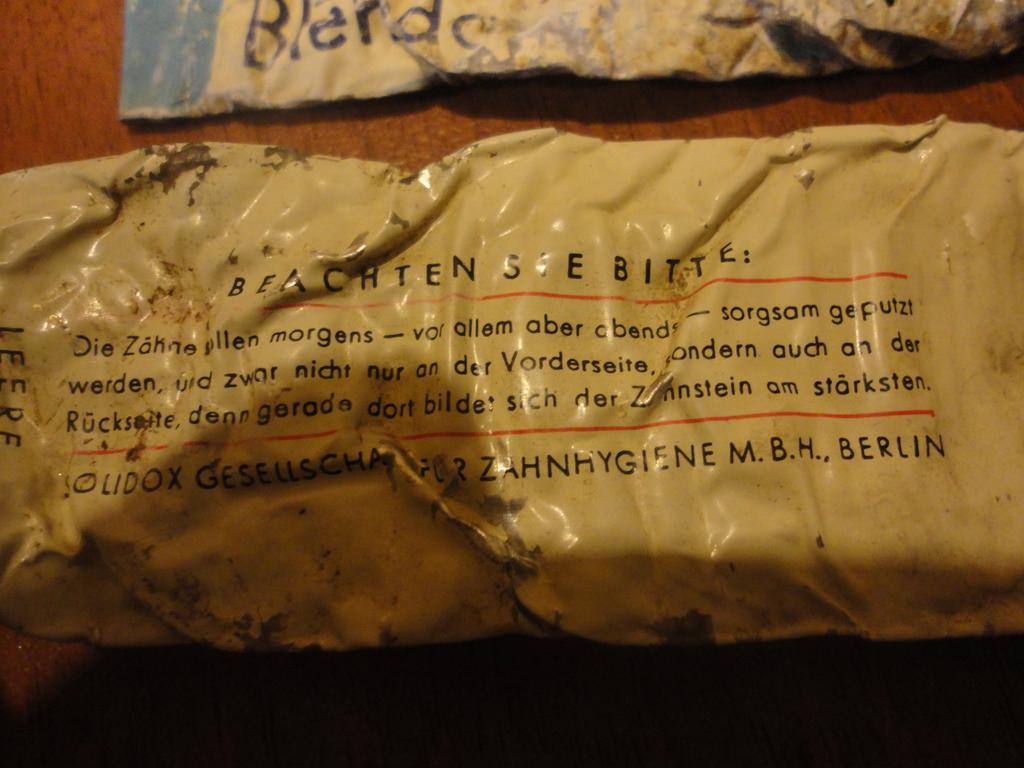 Blenda
BEACHTEN SIE BITTE:
Die Zähne sollen morgens — vor allem aber abends — sorgsam geputzt
werden, und zwar nicht nur an der Vorderseite, sondern auch an der
Rückseite, denn gerade dort bildet sich der Zahnstein am stärksten.
SOLIDOX GESELLSCHAFT FÜR ZAHNHYGIENE M.B.H., BERLIN